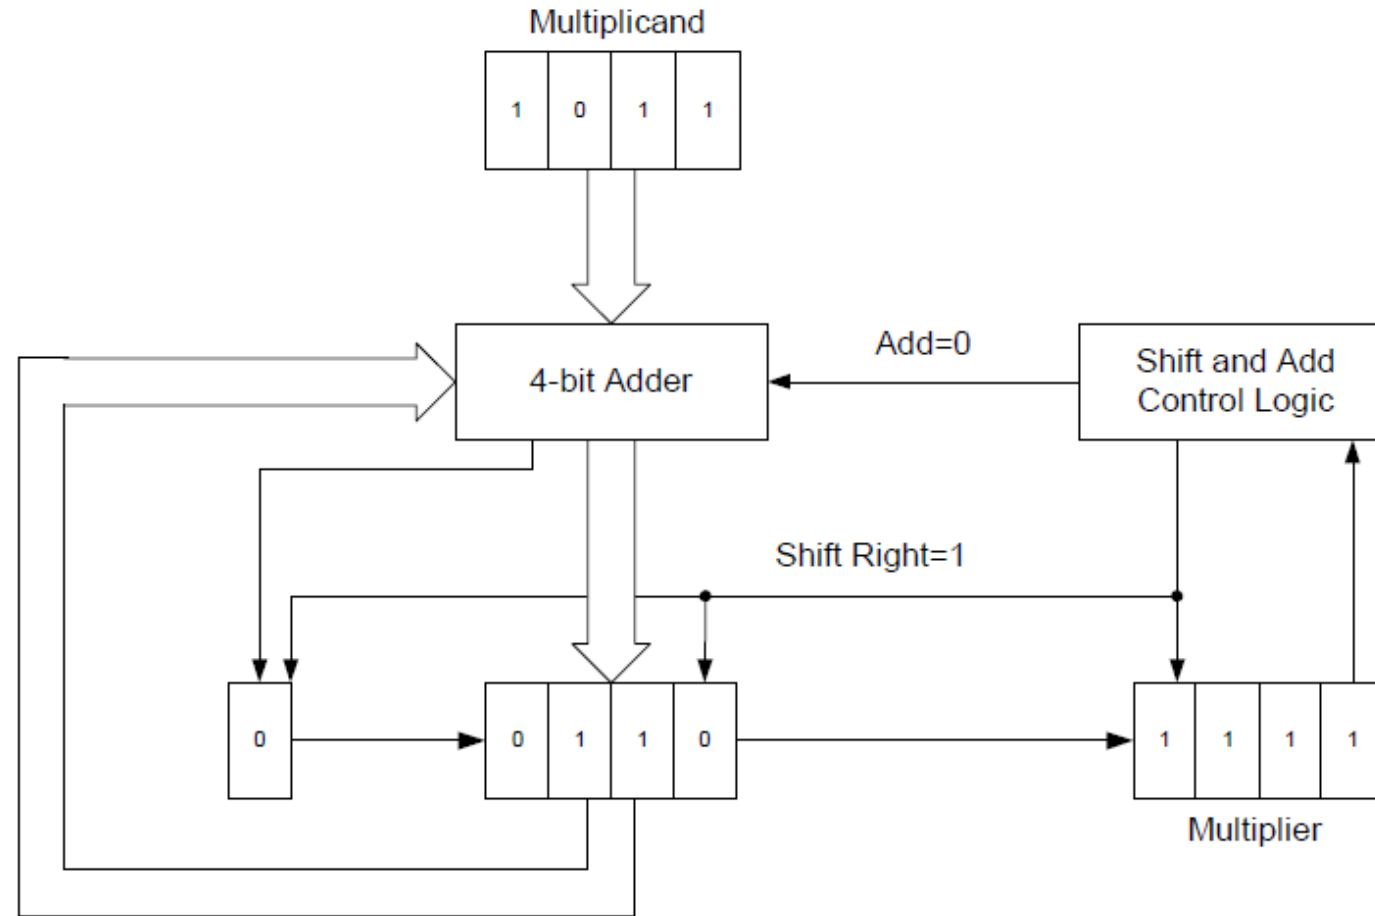 Multiplicand
1 0 1 1
4-bit Adder
Add=0
Shift and Add
Control Logic
Shift Right=1
0
0 1 1 0
1 1 1 1
Multiplier